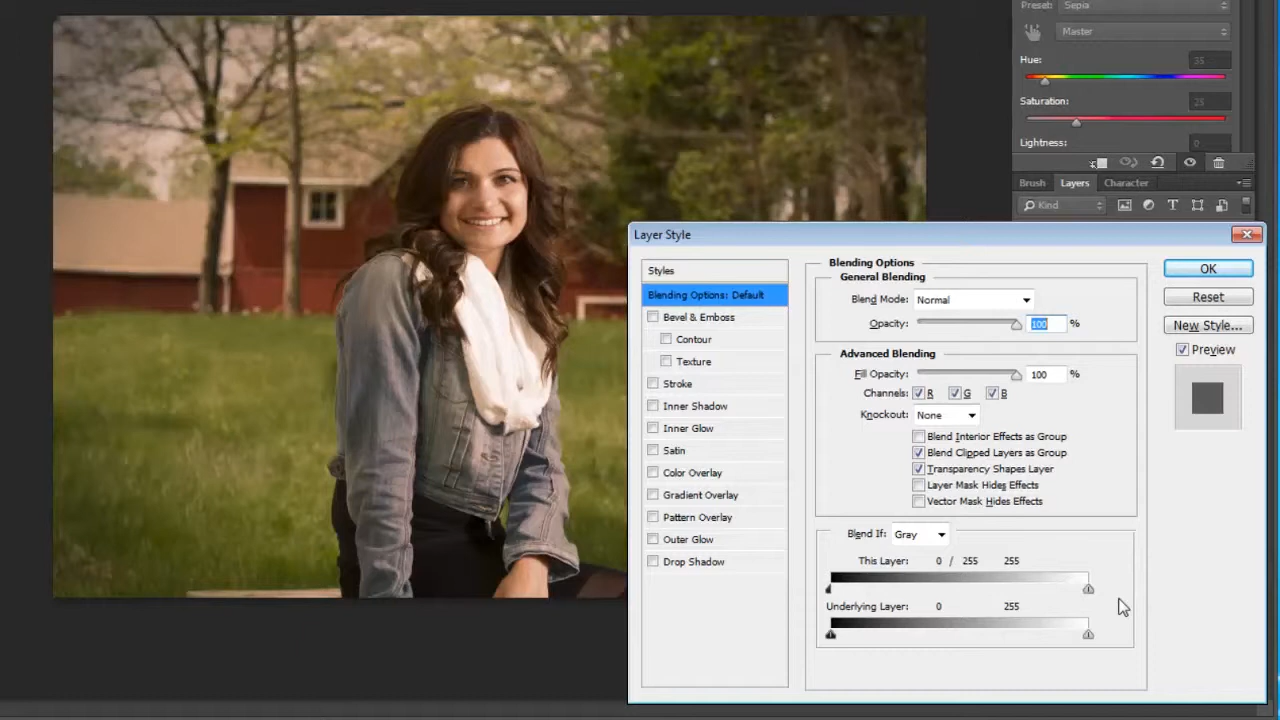 Preset: Sepia
Master
Hue: 35
Saturation: 25
Lightness: 0
Brush Layers Character
Kind
Layer Style
Styles
Blending Options: Default
Bevel & Emboss
Contour
Texture
Stroke
Inner Shadow
Inner Glow
Satin
Color Overlay
Gradient Overlay
Pattern Overlay
Outer Glow
Drop Shadow
Blending Options
General Blending
Blend Mode: Normal
Opacity: 100 %
Advanced Blending
Fill Opacity: 100 %
Channels: R G B
Knockout: None
Blend Interior Effects as Group
Blend Clipped Layers as Group
Transparency Shapes Layer
Layer Mask Hides Effects
Vector Mask Hides Effects
Blend If: Gray
This Layer: 0 / 255 255
Underlying Layer: 0 255
OK
Reset
New Style...
Preview